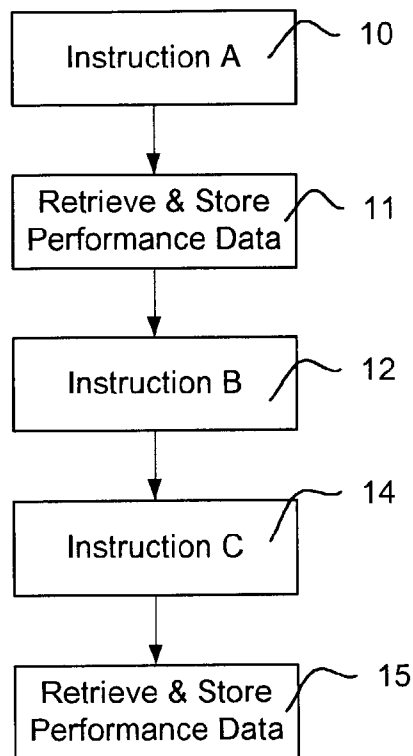 Instruction A
10
Retrieve & Store
Performance Data
11
Instruction B
12
Instruction C
14
Retrieve & Store
Performance Data
15